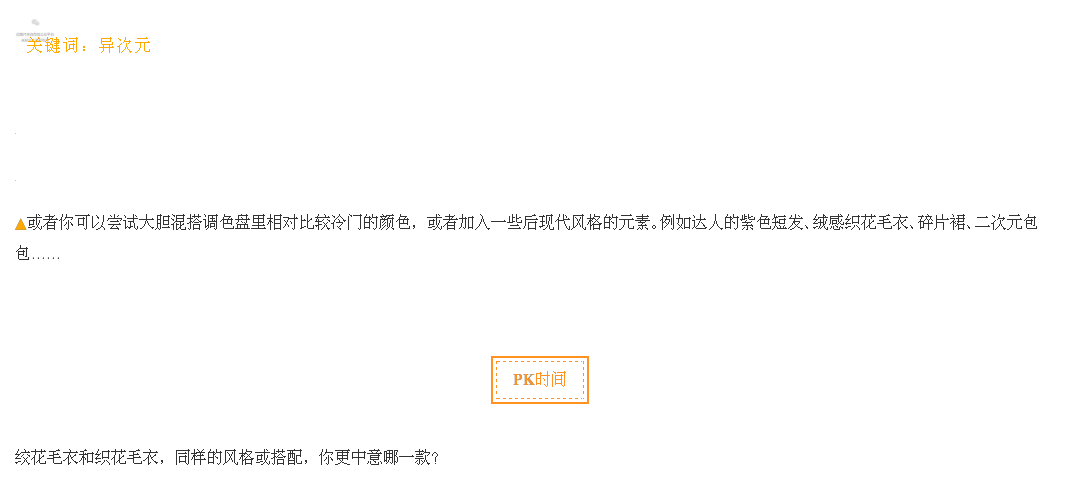 关键词：异次元
▲或者你可以尝试大胆混搭调色盘里相对比较冷门的颜色，或者加入一些后现代风格的元素。例如达人的紫色短发、绒感织花毛衣、碎片裙、二次元包
包……
PK时间
绞花毛衣和织花毛衣，同样的风格或搭配，你更中意哪一款？